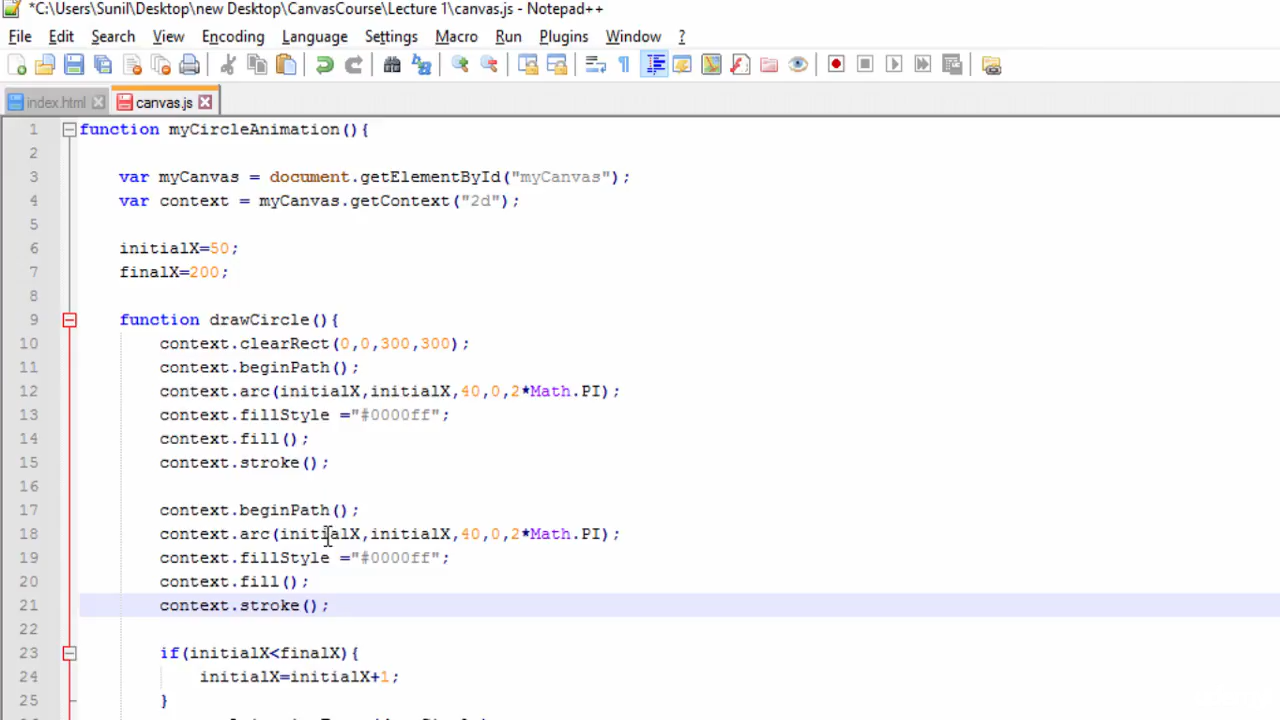 *C:\Users\Sunil\Desktop\new Desktop\CanvasCourse\Lecture 1\canvas.js - Notepad++
File Edit Search View Encoding Language Settings Macro Run Plugins Window ?
index.html canvas.js
1 function myCircleAnimation(){
2
3 var myCanvas = document.getElementById("myCanvas");
4 var context = myCanvas.getContext("2d");
5
6 initialX=50;
7 finalX=200;
8
9 function drawCircle(){
10 context.clearRect(0,0,300,300);
11 context.beginPath();
12 context.arc(initialX,initialX,40,0,2*Math.PI);
13 context.fillStyle ="#0000ff";
14 context.fill();
15 context.stroke();
16
17 context.beginPath();
18 context.arc(initialX,initialX,40,0,2*Math.PI);
19 context.fillStyle ="#0000ff";
20 context.fill();
21 context.stroke();
22
23 if(initialX<finalX){
24 initialX=initialX+1;
25 }